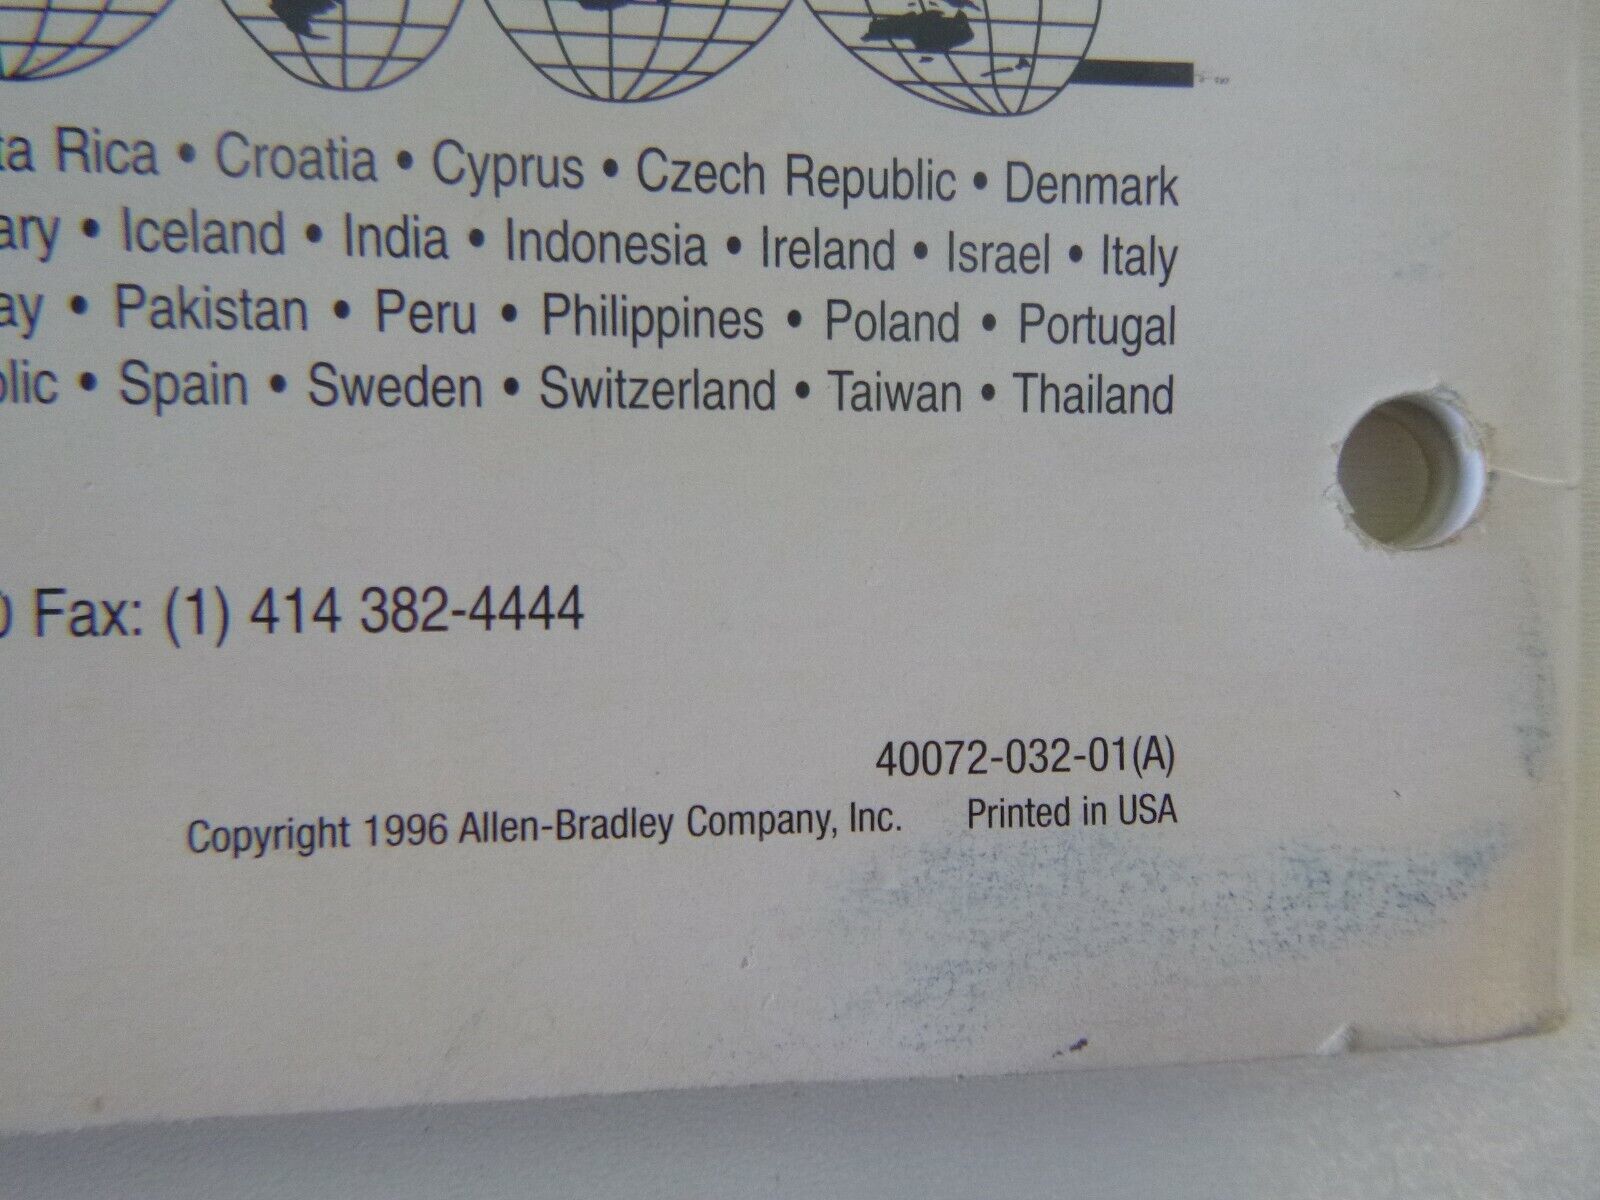 ta Rica • Croatia • Cyprus • Czech Republic • Denmark
ary • Iceland • India • Indonesia • Ireland • Israel • Italy
ay • Pakistan • Peru • Philippines • Poland • Portugal
blic • Spain • Sweden • Switzerland • Taiwan • Thailand
Fax: (1) 414 382-4444
40072-032-01(A)
Copyright 1996 Allen-Bradley Company, Inc. Printed in USA